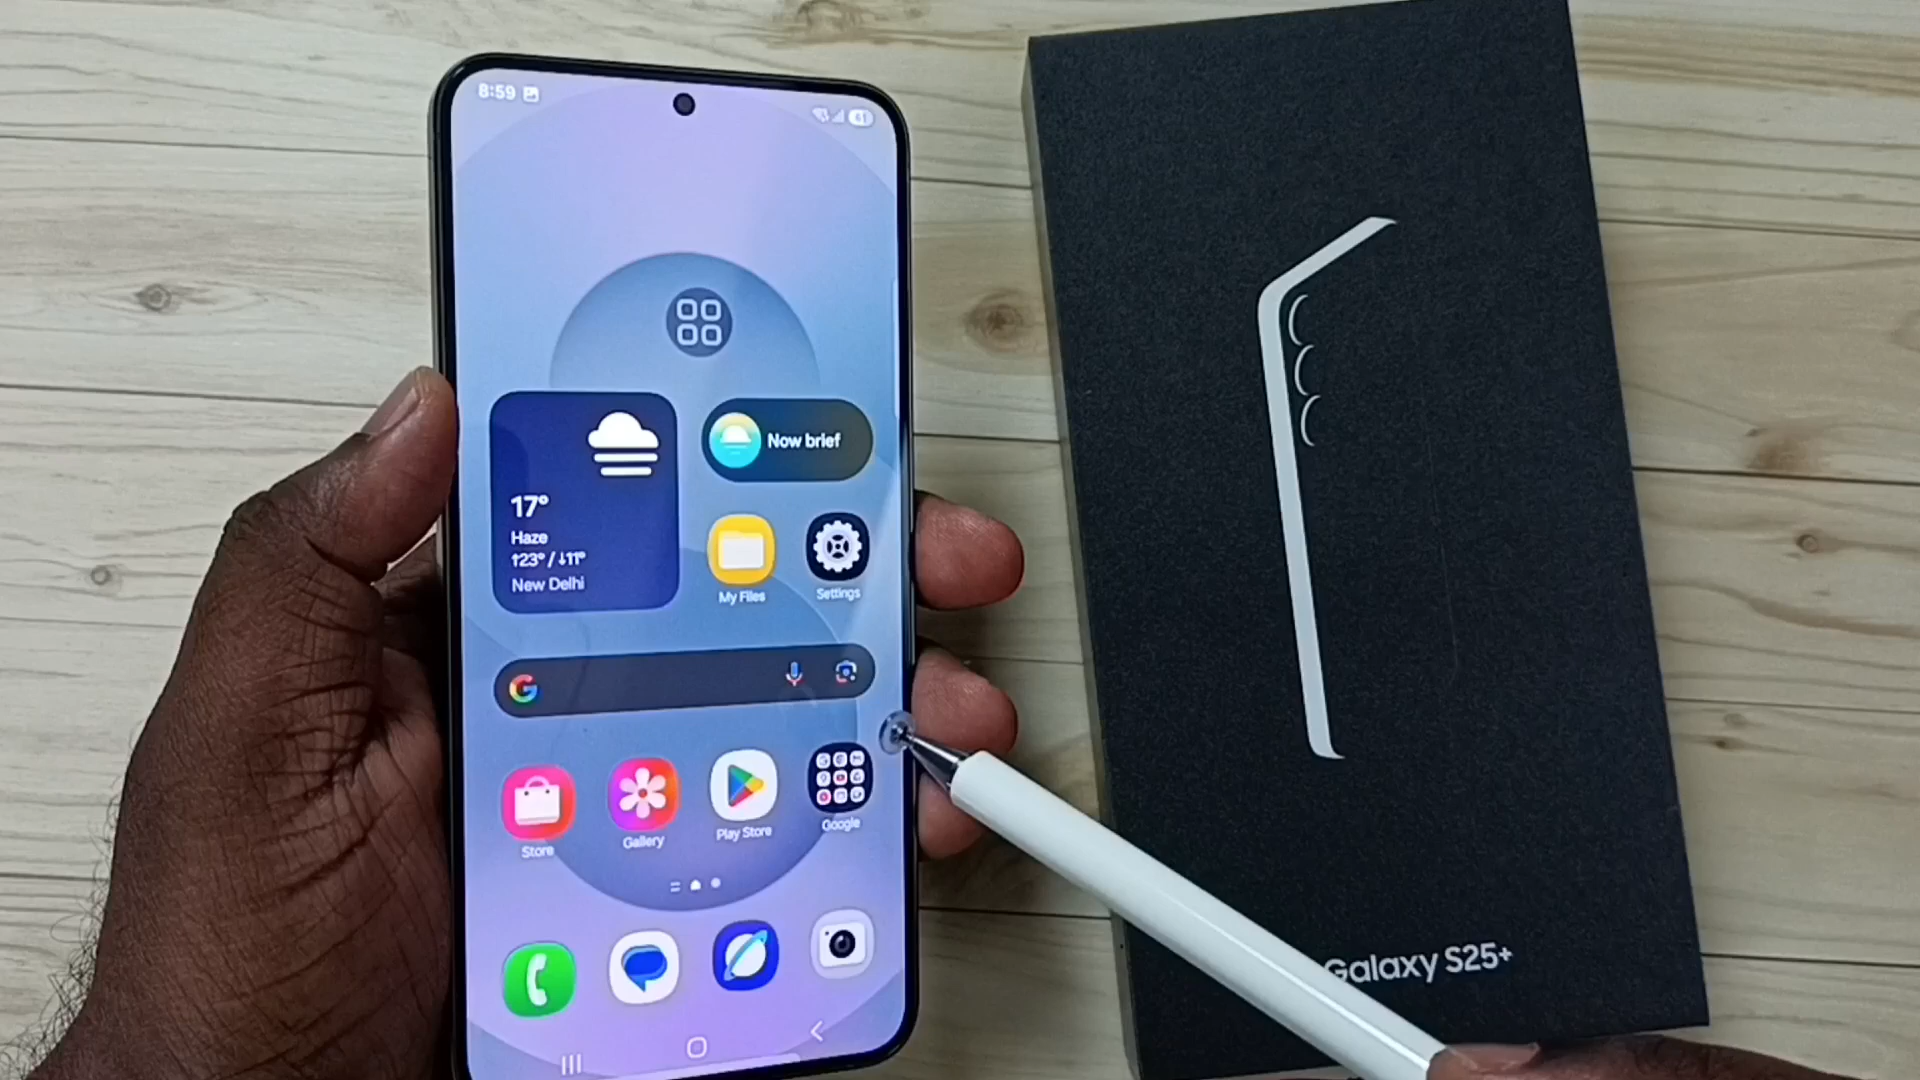 8:59
61
17°
Haze
↑23° / ↓11°
New Delhi
Now brief
My Files
Settings
Store
Gallery
Play Store
Google
Galaxy S25+